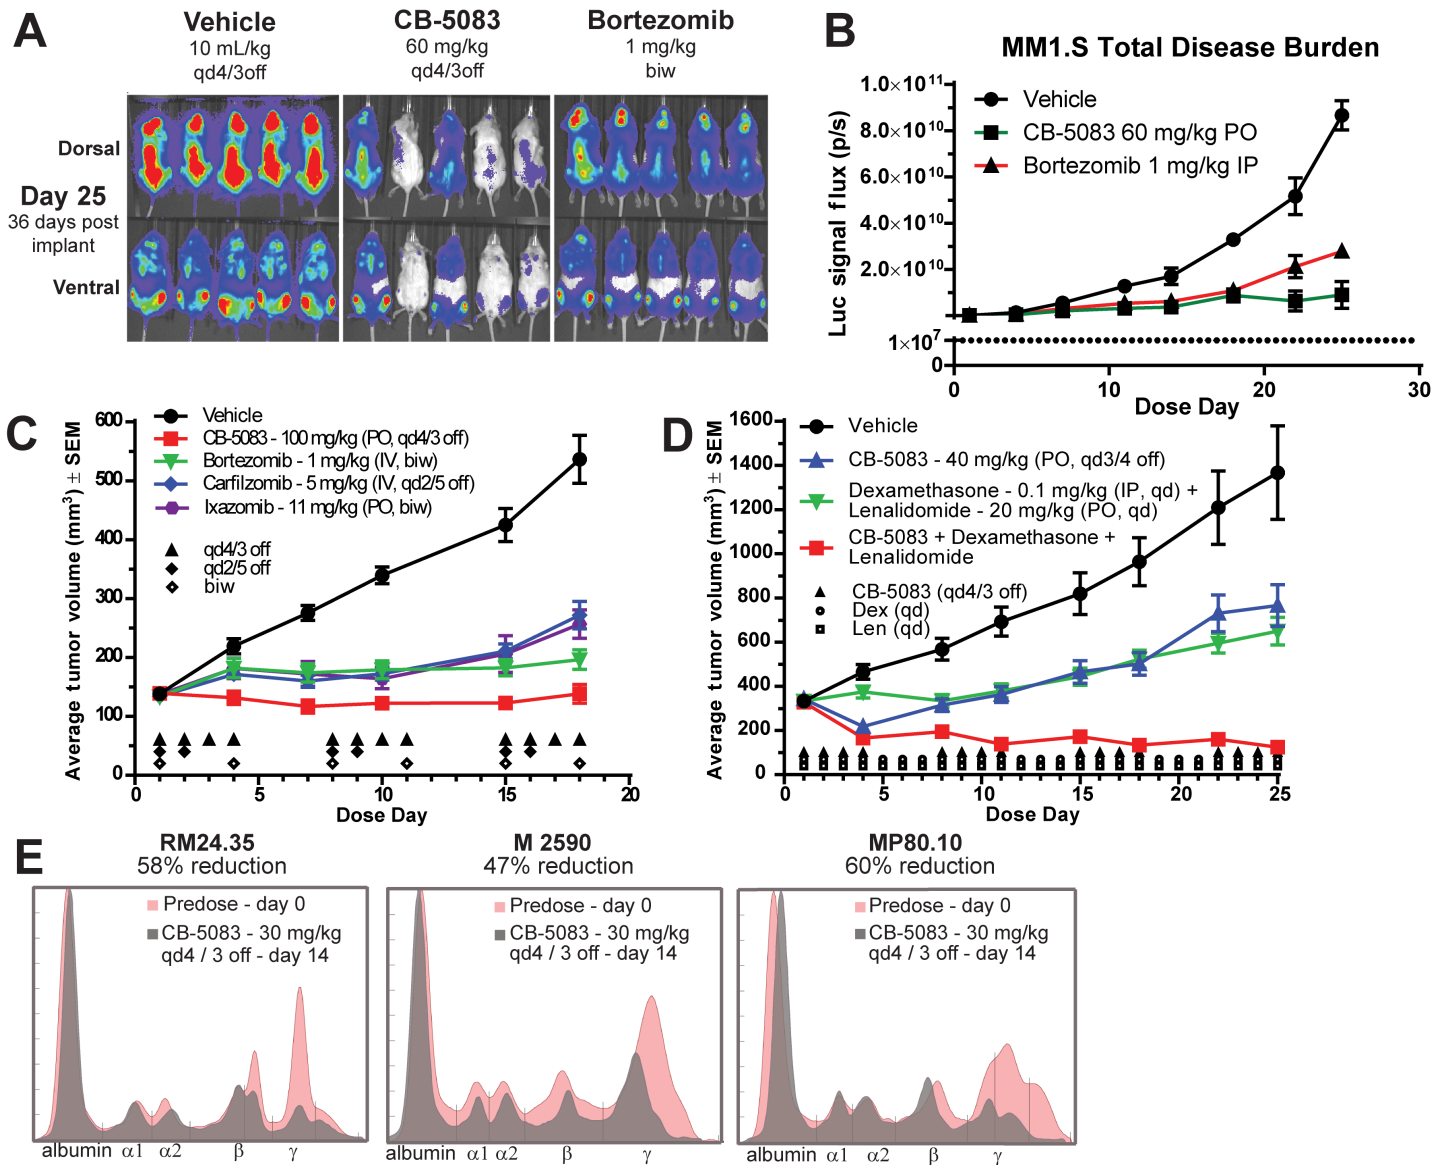 A
Vehicle
10 mL/kg
qd4/3off
CB-5083
60 mg/kg
qd4/3off
Bortezomib
1 mg/kg
biw
Dorsal
Day 25
36 days post
implant
Ventral
B
MM1.S Total Disease Burden
Luc signal flux (p/s)
1.0×10¹¹
8.0×10¹⁰
6.0×10¹⁰
4.0×10¹⁰
2.0×10¹⁰
1×10⁷
0
Vehicle
CB-5083 60 mg/kg PO
Bortezomib 1 mg/kg IP
0 10 20 30
Dose Day
C
Average tumor volume (mm³) ± SEM
600
500
400
300
200
100
0
Vehicle
CB-5083 - 100 mg/kg (PO, qd4/3 off)
Bortezomib - 1 mg/kg (IV, biw)
Carfilzomib - 5 mg/kg (IV, qd2/5 off)
Ixazomib - 11 mg/kg (PO, biw)
qd4/3 off
qd2/5 off
biw
0 5 10 15 20
Dose Day
D
Average tumor volume (mm³) ± SEM
1600
1400
1200
1000
800
600
400
200
0
Vehicle
CB-5083 - 40 mg/kg (PO, qd3/4 off)
Dexamethasone - 0.1 mg/kg (IP, qd) +
Lenalidomide - 20 mg/kg (PO, qd)
CB-5083 + Dexamethasone +
Lenalidomide
CB-5083 (qd4/3 off)
Dex (qd)
Len (qd)
0 5 10 15 20 25
Dose Day
E
RM24.35
58% reduction
Predose - day 0
CB-5083 - 30 mg/kg
qd4 / 3 off - day 14
albumin α1 α2 β γ
M 2590
47% reduction
Predose - day 0
CB-5083 - 30 mg/kg
qd4 / 3 off - day 14
albumin α1 α2 β γ
MP80.10
60% reduction
Predose - day 0
CB-5083 - 30 mg/kg
qd4 / 3 off - day 14
albumin α1 α2 β γ